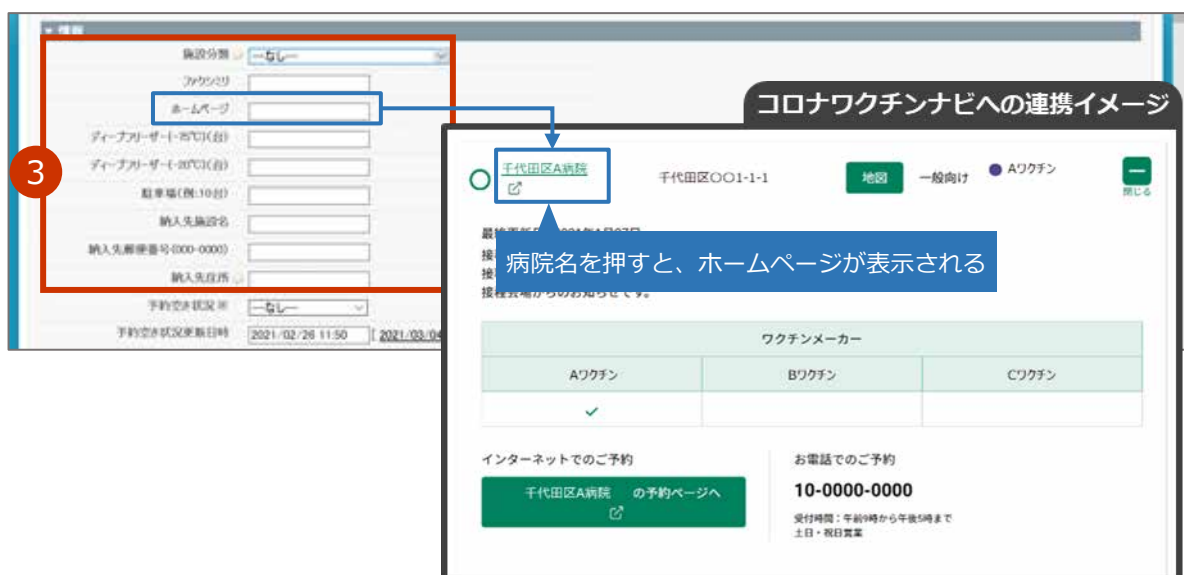 ▼ 情報
施設分類
--なし--
ファクシミリ
ホームページ
ディープフリーザー(-75℃)(台)
ディープフリーザー(-20℃)(台)
駐車場(例:10台)
納入先施設名
納入先郵便番号(000-0000)
納入先住所
予約空き状況※
--なし--
予約空き状況更新日時
2021/02/26 11:50
[ 2021/03/04
3
コロナワクチンナビへの連携イメージ
千代田区A病院
千代田区〇〇1-1-1
地図
一般向け
Aワクチン
閉じる
病院名を押すと、ホームページが表示される
接種会場からのお知らせです。
ワクチンメーカー
Aワクチン
Bワクチン
Cワクチン
インターネットでのご予約
千代田区A病院 の予約ページへ
お電話でのご予約
10-0000-0000
受付時間：午前9時から午後5時まで
土日・祝日営業